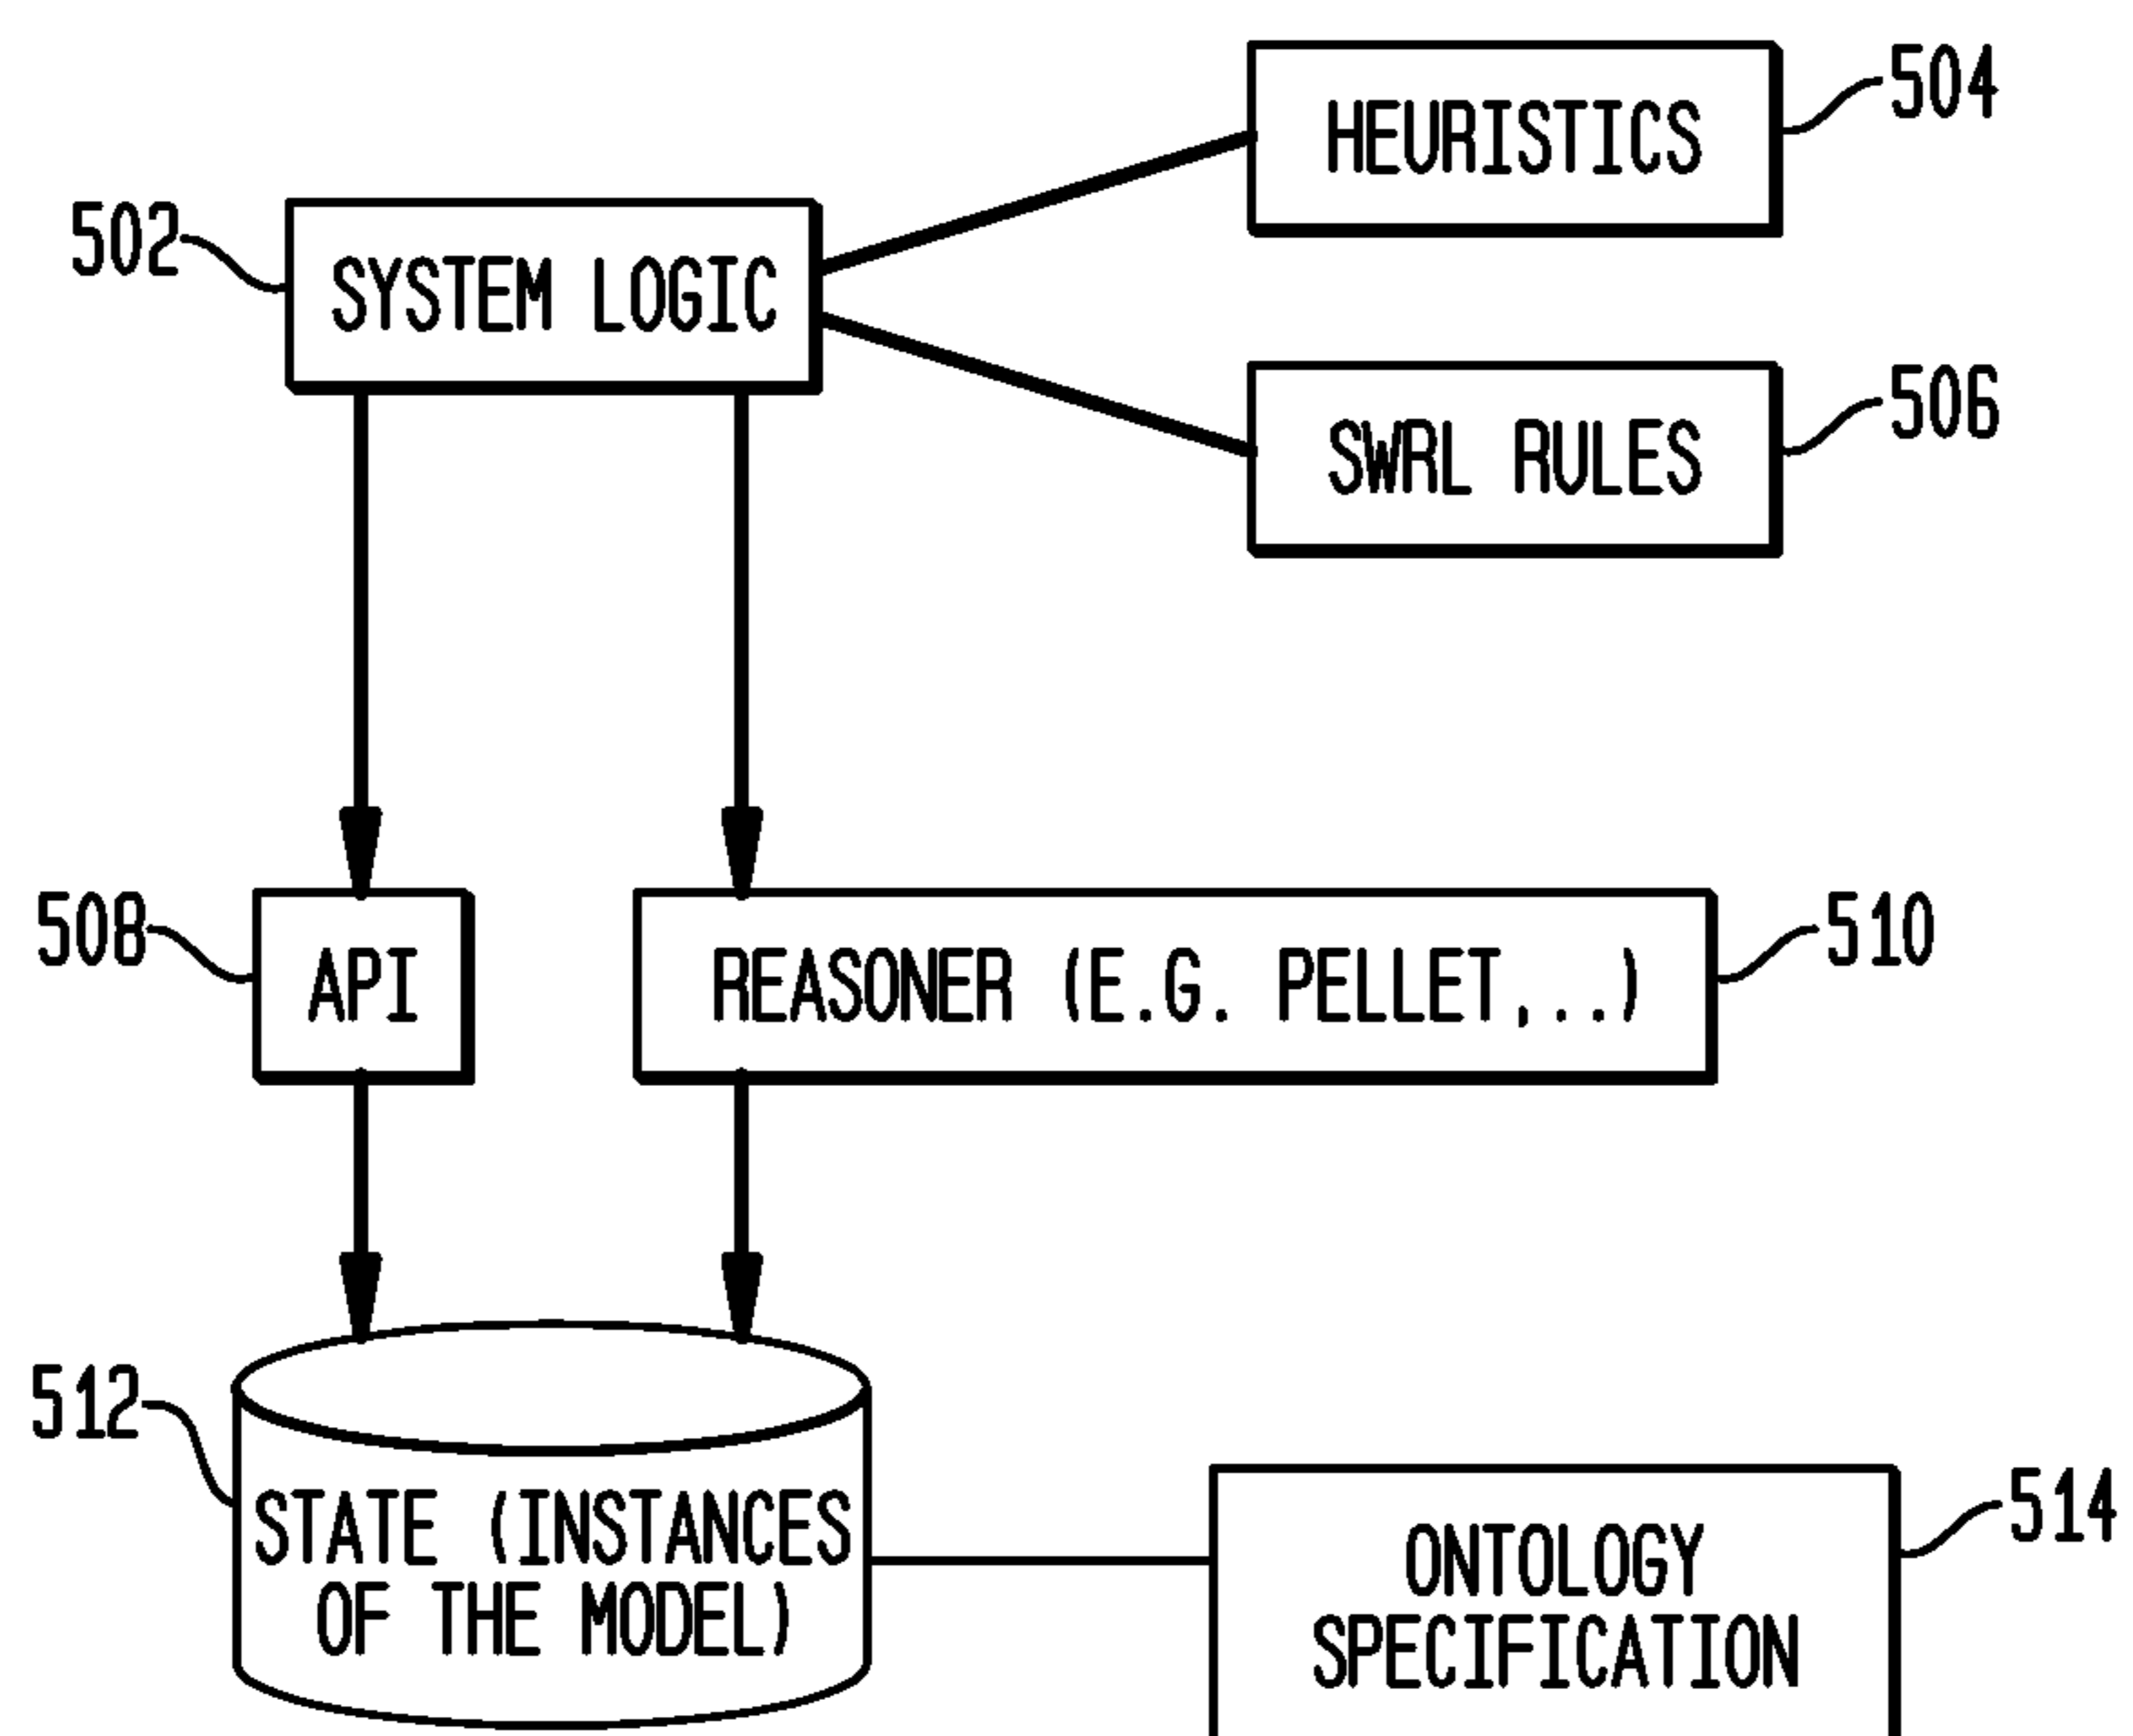 504
HEURISTICS
502
SYSTEM LOGIC
506
SWRL RULES
508
API
510
REASONER (E.G. PELLET,..)
512
STATE (INSTANCES
OF THE MODEL)
514
ONTOLOGY
SPECIFICATION